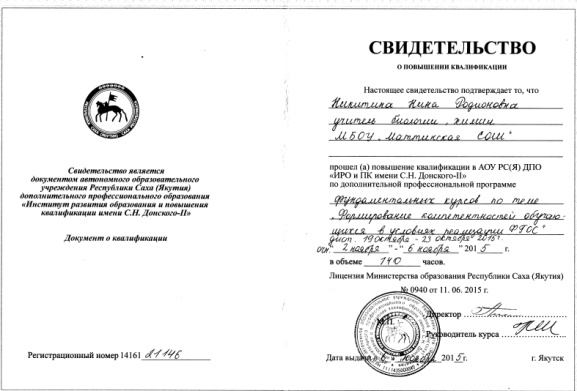 Свидетельство является
документом автономного образовательного
учреждения Республики Саха (Якутия)
дополнительного профессионального образования
«Институт развития образования и повышения
квалификации имени С.Н. Донского-II»
Документ о квалификации
Регистрационный номер 14161 21146
СВИДЕТЕЛЬСТВО
О ПОВЫШЕНИИ КВАЛИФИКАЦИИ
Настоящее свидетельство подтверждает то, что
Никитина Нина Родионовна
учитель биологии, химии
МБОУ „Маттинская СОШ"
прошел (а) повышение квалификации в АОУ РС(Я) ДПО
«ИРО и ПК имени С.Н. Донского-II»
по дополнительной профессиональной программе
фундаментальных курсов по теме
„Формирование компетентностей обучаю-
щихся в условиях реализации ФГОС"
дист. 19 октября - 23 октября 2015г.
очн. "2 ноября "-" 6 ноября " 2015 г.
в объеме 140 часов.
Лицензия Министерства образования Республики Саха (Якутия)
№ 0940 от 11. 06. 2015 г.
М.П. Директор
Руководитель курса
Дата выдачи 6 ноября 2015г. г. Якутск